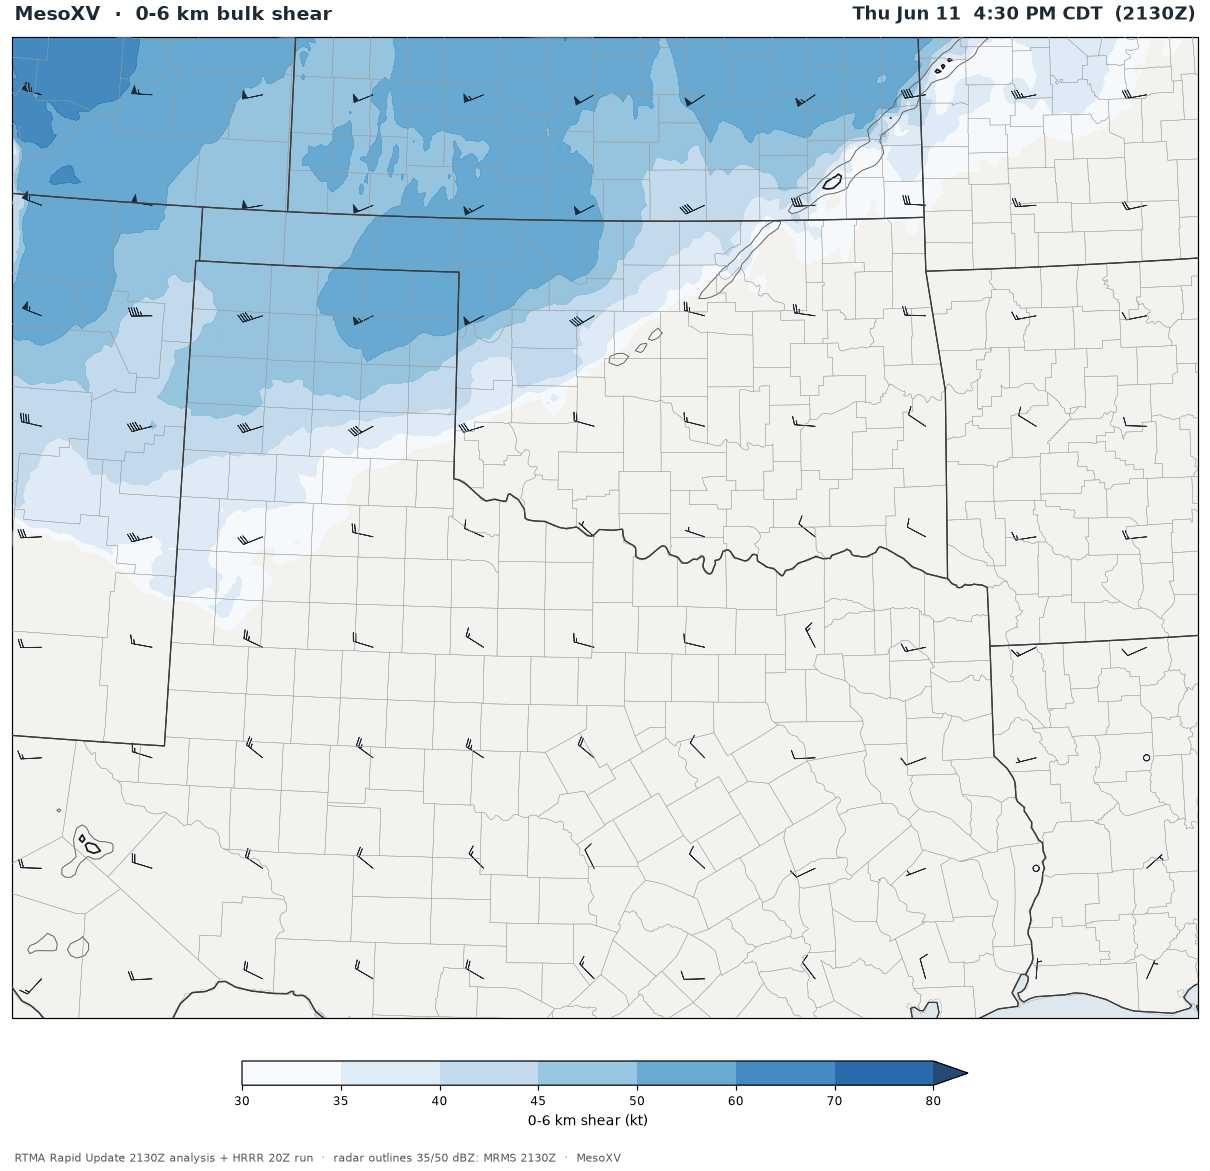 MesoXV · 0-6 km bulk shear
Thu Jun 11 4:30 PM CDT (2130Z)
30 35 40 45 50 60 70 80
0-6 km shear (kt)
RTMA Rapid Update 2130Z analysis + HRRR 20Z run · radar outlines 35/50 dBZ: MRMS 2130Z · MesoXV